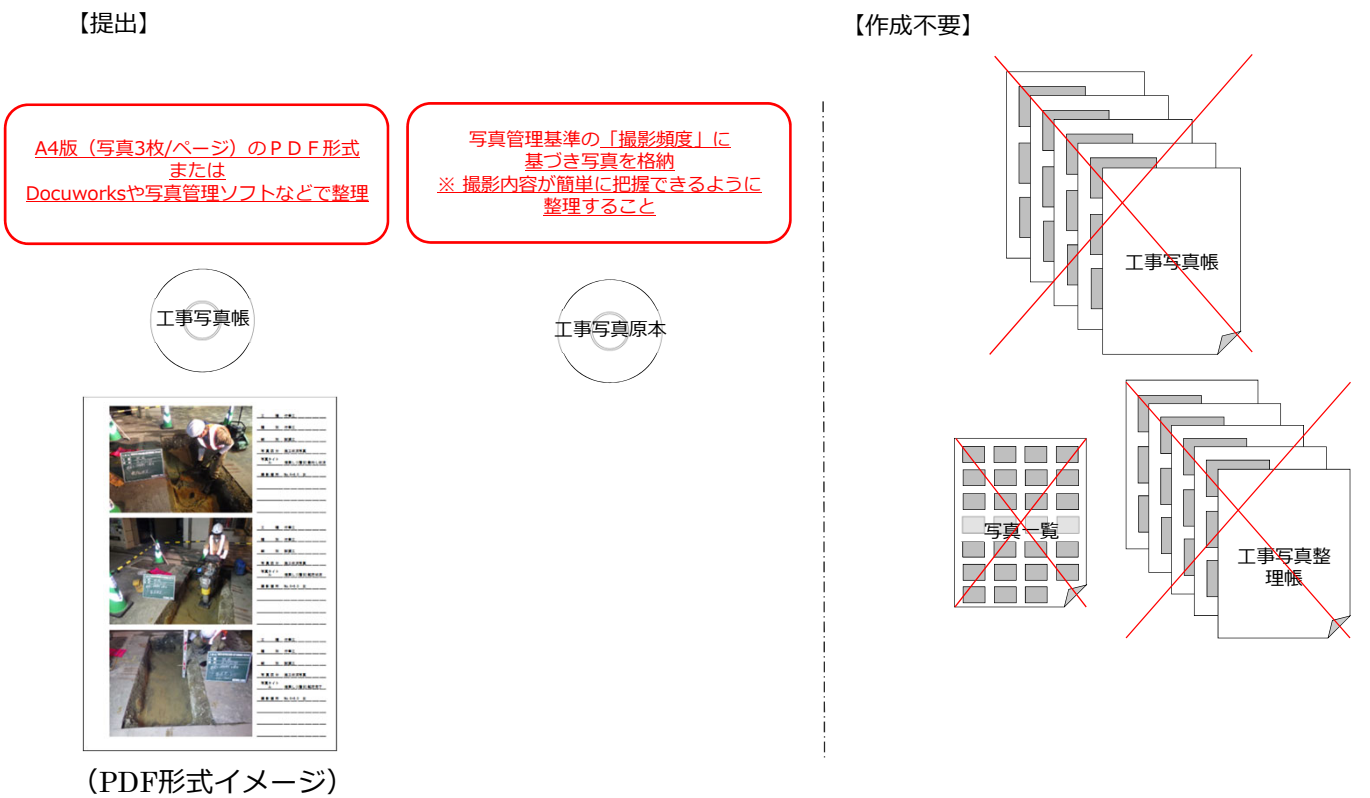 【提出】
【作成不要】
A4版（写真3枚/ページ）のＰＤＦ形式
または
Docuworksや写真管理ソフトなどで整理
写真管理基準の「撮影頻度」に
基づき写真を格納
※ 撮影内容が簡単に把握できるように
整理すること
工事写真帳
工事写真原本
工事写真帳
写真一覧
工事写真整
理帳
（PDF形式イメージ）